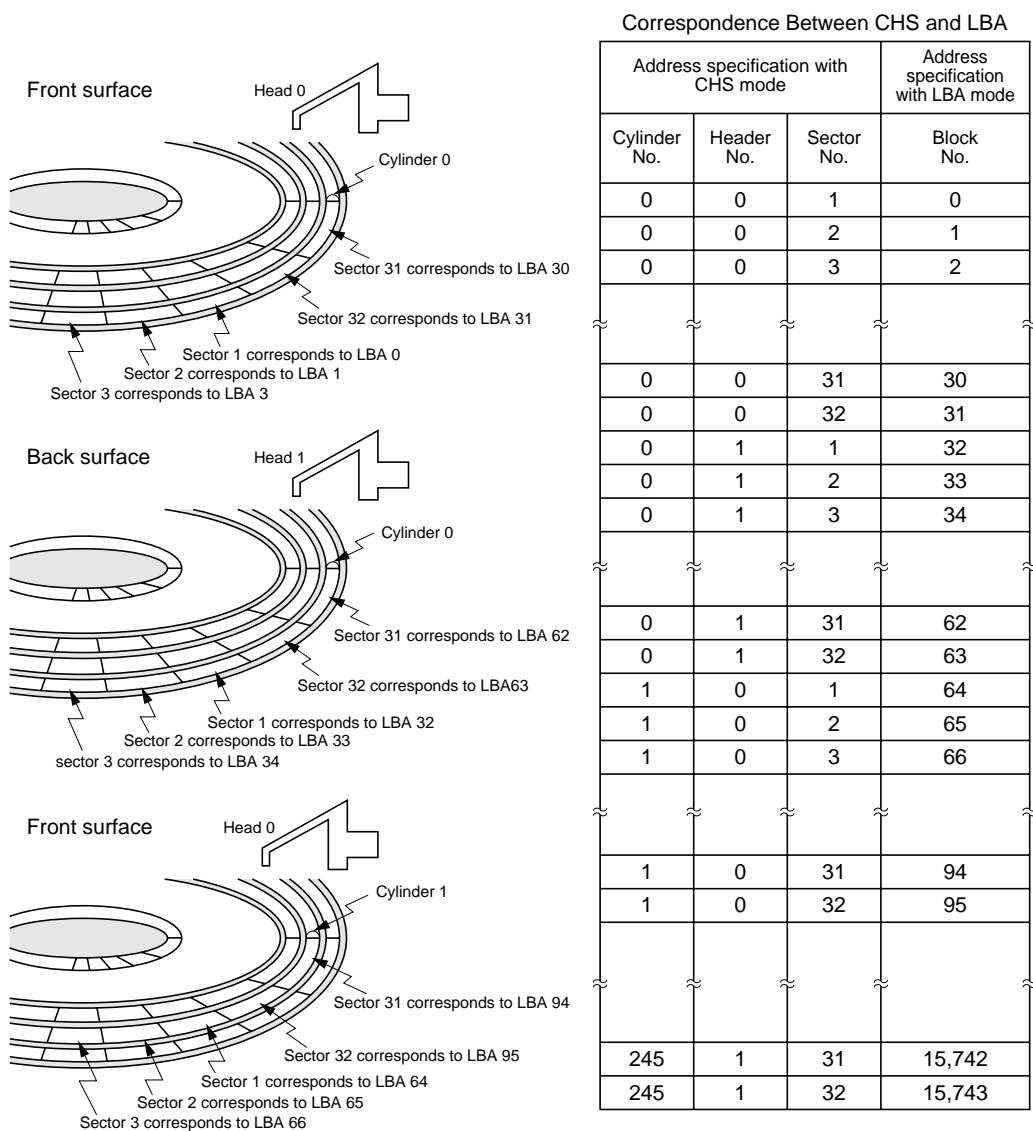 Front surface
Head 0
Cylinder 0
Sector 31 corresponds to LBA 30
Sector 32 corresponds to LBA 31
Sector 1 corresponds to LBA 0
Sector 2 corresponds to LBA 1
Sector 3 corresponds to LBA 3
Back surface
Head 1
Cylinder 0
Sector 31 corresponds to LBA 62
Sector 32 corresponds to LBA63
Sector 1 corresponds to LBA 32
Sector 2 corresponds to LBA 33
sector 3 corresponds to LBA 34
Front surface
Head 0
Cylinder 1
Sector 31 corresponds to LBA 94
Sector 32 corresponds to LBA 95
Sector 1 corresponds to LBA 64
Sector 2 corresponds to LBA 65
Sector 3 corresponds to LBA 66
Correspondence Between CHS and LBA
Address specification with
CHS mode
Address
specification
with LBA mode
Cylinder
No.
Header
No.
Sector
No.
Block
No.
0 0 1 0
0 0 2 1
0 0 3 2
0 0 31 30
0 0 32 31
0 1 1 32
0 1 2 33
0 1 3 34
0 1 31 62
0 1 32 63
1 0 1 64
1 0 2 65
1 0 3 66
1 0 31 94
1 0 32 95
245 1 31 15,742
245 1 32 15,743